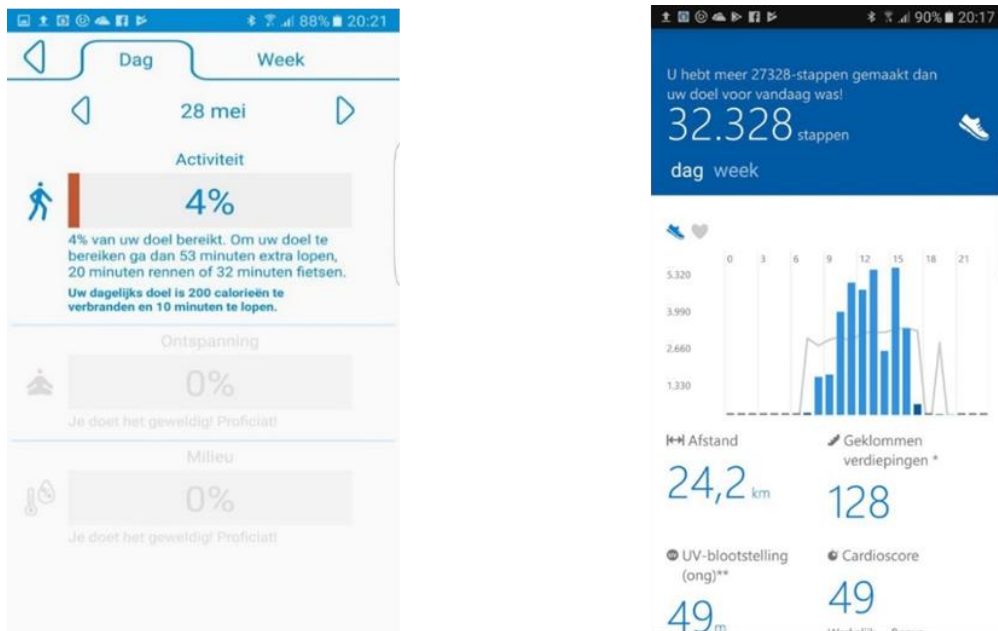 88% 20:21
Dag Week
28 mei
Activiteit
4%
4% van uw doel bereikt. Om uw doel te
bereiken ga dan 53 minuten extra lopen,
20 minuten rennen of 32 minuten fietsen.
Uw dagelijks doel is 200 calorieën te
verbranden en 10 minuten te lopen.
Ontspanning
0%
Je doet het geweldig! Proficiat!
Milieu
0%
Je doet het geweldig! Proficiat!
90% 20:17
U hebt meer 27328-stappen gemaakt dan
uw doel voor vandaag was!
32.328 stappen
dag week
0 3 6 9 12 15 18 21
5.320
3.990
2.660
1.330
Afstand
24,2 km
Geklommen
verdiepingen *
128
UV-blootstelling
(ong)**
49 m
Cardioscore
49